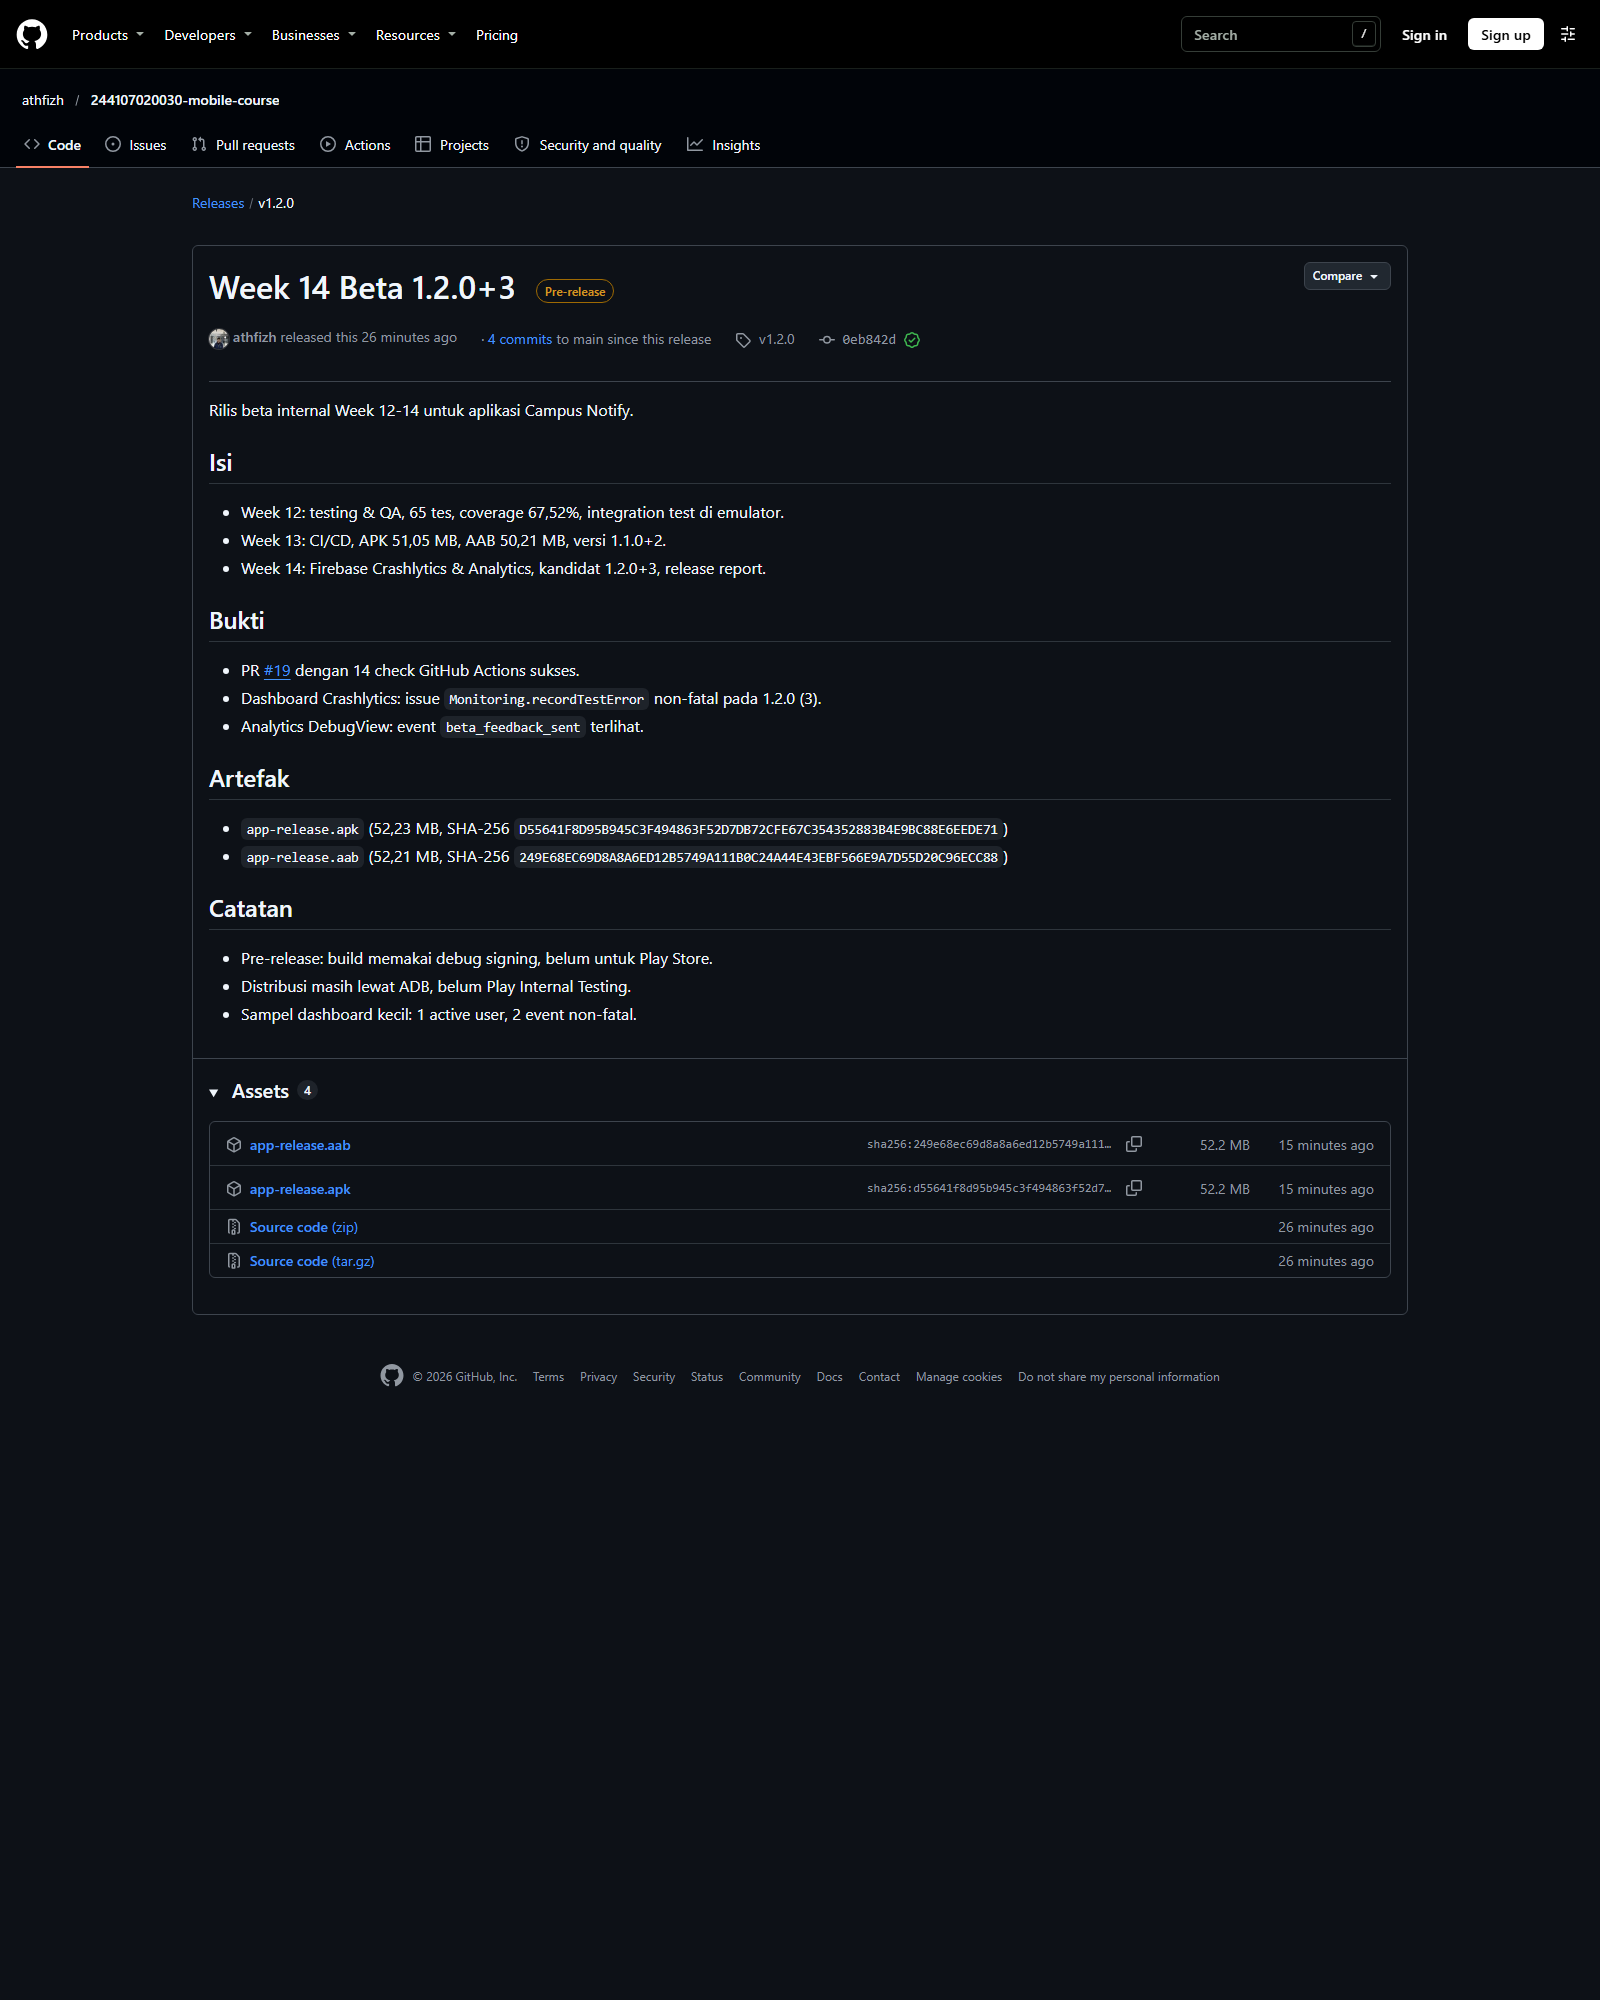 Products Developers Businesses Resources Pricing Search / Sign in Sign up
athfizh / 244107020030-mobile-course
Code Issues Pull requests Actions Projects Security and quality Insights
Releases / v1.2.0
Week 14 Beta 1.2.0+3 Pre-release Compare
athfizh released this 26 minutes ago · 4 commits to main since this release v1.2.0 0eb842d
Rilis beta internal Week 12-14 untuk aplikasi Campus Notify.
Isi
• Week 12: testing & QA, 65 tes, coverage 67,52%, integration test di emulator.
• Week 13: CI/CD, APK 51,05 MB, AAB 50,21 MB, versi 1.1.0+2.
• Week 14: Firebase Crashlytics & Analytics, kandidat 1.2.0+3, release report.
Bukti
• PR #19 dengan 14 check GitHub Actions sukses.
• Dashboard Crashlytics: issue Monitoring.recordTestError non-fatal pada 1.2.0 (3).
• Analytics DebugView: event beta_feedback_sent terlihat.
Artefak
• app-release.apk (52,23 MB, SHA-256 D55641F8D95B945C3F494863F52D7DB72CFE67C354352883B4E9BC88E6EEDE71)
• app-release.aab (52,21 MB, SHA-256 249E68EC69D8A8A6ED12B5749A111B0C24A44E43EBF566E9A7D55D20C96ECC88)
Catatan
• Pre-release: build memakai debug signing, belum untuk Play Store.
• Distribusi masih lewat ADB, belum Play Internal Testing.
• Sampel dashboard kecil: 1 active user, 2 event non-fatal.
Assets 4
app-release.aab sha256:249e68ec69d8a8a6ed12b5749a111… 52.2 MB 15 minutes ago
app-release.apk sha256:d55641f8d95b945c3f494863f52d7… 52.2 MB 15 minutes ago
Source code (zip) 26 minutes ago
Source code (tar.gz) 26 minutes ago
© 2026 GitHub, Inc. Terms Privacy Security Status Community Docs Contact Manage cookies Do not share my personal information